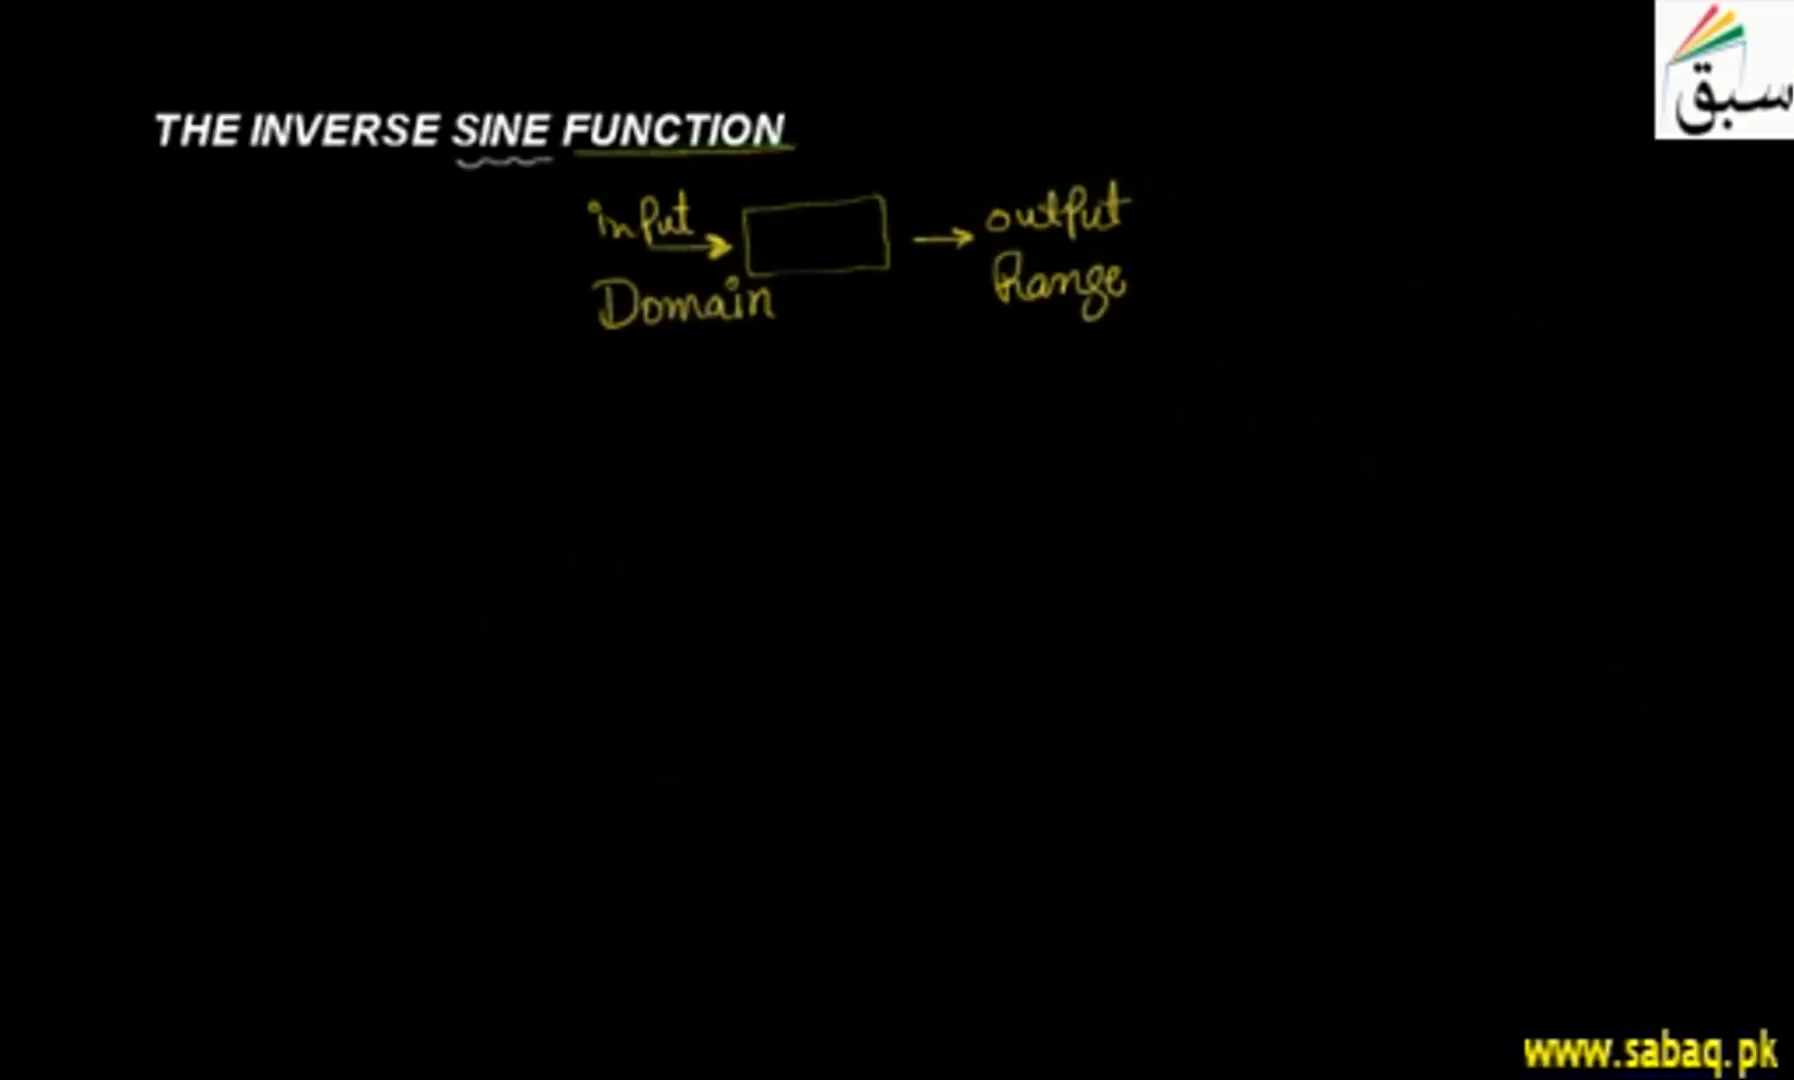 سبق
THE INVERSE SINE FUNCTION
input → → output
Domain Range
www.sabaq.pk